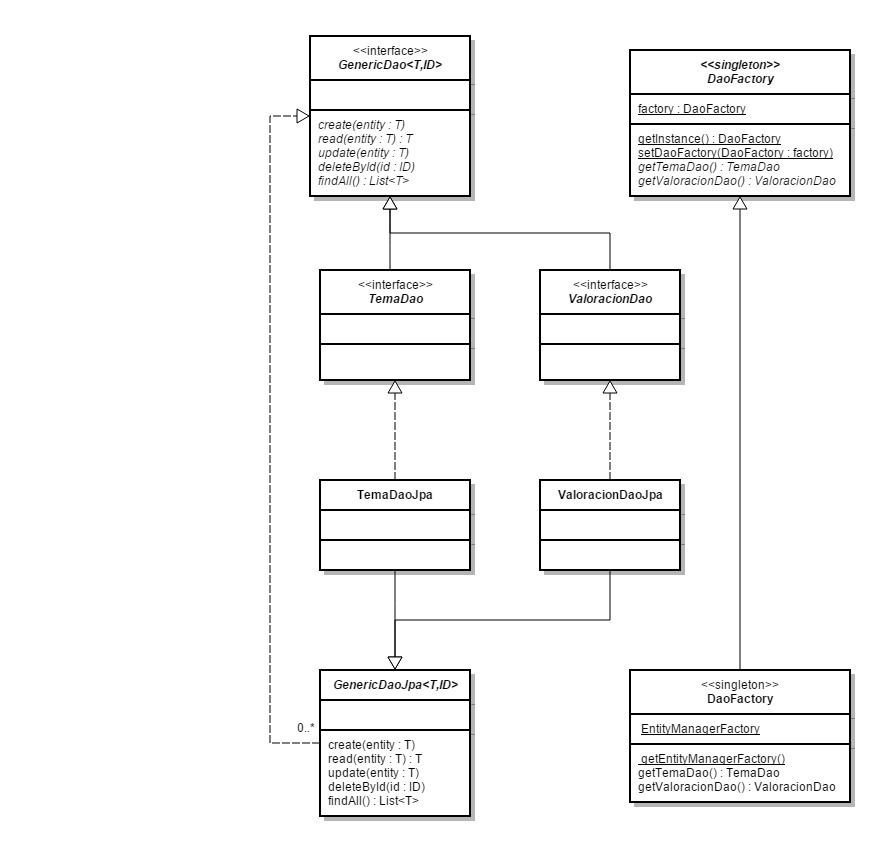 <<interface>>
GenericDao<T,ID>
create(entity : T)
read(entity : T) : T
update(entity : T)
deleteById(id : ID)
findAll() : List<T>
<<singleton>>
DaoFactory
factory : DaoFactory
getInstance() : DaoFactory
setDaoFactory(DaoFactory : factory)
getTemaDao() : TemaDao
getValoracionDao() : ValoracionDao
<<interface>>
TemaDao
<<interface>>
ValoracionDao
TemaDaoJpa
ValoracionDaoJpa
GenericDaoJpa<T,ID>
0..*
create(entity : T)
read(entity : T) : T
update(entity : T)
deleteById(id : ID)
findAll() : List<T>
<<singleton>>
DaoFactory
EntityManagerFactory
getEntityManagerFactory()
getTemaDao() : TemaDao
getValoracionDao() : ValoracionDao